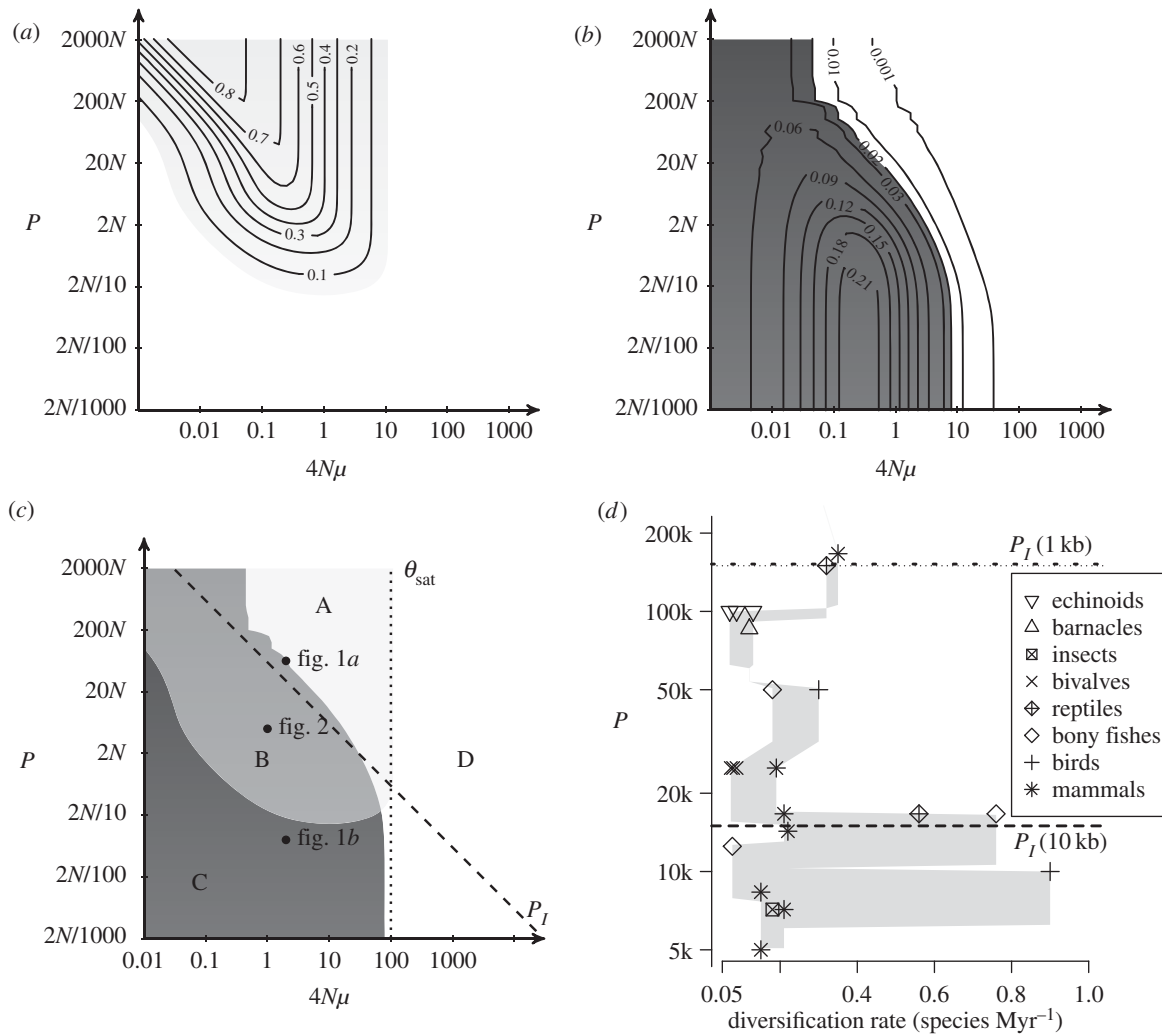 (a)
2000N
200N
20N
P
2N
2N/10
2N/100
2N/1000
0.8
0.7
0.6
0.5
0.4
0.2
0.3
0.1
0.01 0.1 1 10 100 1000
4Nμ
(b)
2000N
200N
20N
P
2N
2N/10
2N/100
2N/1000
0.01
0.001
0.06
0.02
0.03
0.09
0.12
0.15
0.18
0.21
0.01 0.1 1 10 100 1000
4Nμ
(c)
2000N
200N
20N
P
2N
2N/10
2N/100
2N/1000
θsat
A
fig. 1a
fig. 2
B
D
fig. 1b
C
PI
0.01 0.1 1 10 100 1000
4Nμ
(d)
200k
100k
50k
P
20k
10k
5k
PI (1 kb)
echinoids
barnacles
insects
bivalves
reptiles
bony fishes
birds
mammals
PI (10 kb)
0.05 0.4 0.6 0.8 1.0
diversification rate (species Myr–1)